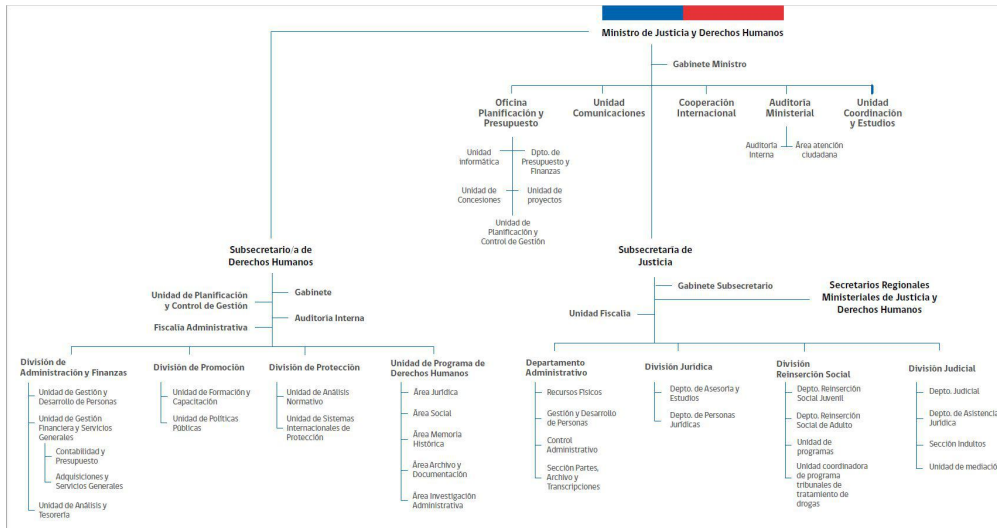 Ministro de Justicia y Derechos Humanos
Gabinete Ministro
Oficina
Planificación y
Presupuesto
Unidad
Comunicaciones
Cooperación
Internacional
Auditoría
Ministerial
Unidad
Coordinación
y Estudios
Unidad
informática
Dpto. de
Presupuesto y
Finanzas
Unidad de
Concesiones
Unidad de
proyectos
Unidad de
Planificación y
Control de Gestión
Auditoría
Interna
Área atención
ciudadana
Subsecretario/a de
Derechos Humanos
Gabinete
Unidad de Planificación
y Control de Gestión
Auditoria Interna
Fiscalía Administrativa
Subsecretaría de
Justicia
Gabinete Subsecretario
Secretarios Regionales
Ministeriales de Justicia y
Derechos Humanos
Unidad Fiscalía
División de
Administración y Finanzas
Unidad de Gestión y
Desarrollo de Personas
Unidad de Gestión
Financiera y Servicios
Generales
Contabilidad y
Presupuesto
Adquisiciones y
Servicios Generales
Unidad de Análisis y
Tesorería
División de Promoción
Unidad de Formación y
Capacitación
Unidad de Políticas
Públicas
División de Protección
Unidad de Análisis
Normativo
Unidad de Sistemas
Internacionales de
Protección
Unidad de Programa de
Derechos Humanos
Área Jurídica
Área Social
Área Memoria
Histórica
Área Archivo y
Documentación
Área Investigación
Administrativa
Departamento
Administrativo
Recursos Físicos
Gestión y Desarrollo
de Personas
Control
Administrativo
Sección Partes,
Archivo y
Transcripciones
División Jurídica
Depto. de Asesoría y
Estudios
Depto. de Personas
Jurídicas
División
Reinserción Social
Depto. Reinserción
Social Juvenil
Depto. Reinserción
Social de Adulto
Unidad de
programas
Unidad coordinadora
de programa
tribunales de
tratamiento de
drogas
División Judicial
Depto. Judicial
Depto. de Asistencia
Jurídica
Sección Indultos
Unidad de mediació